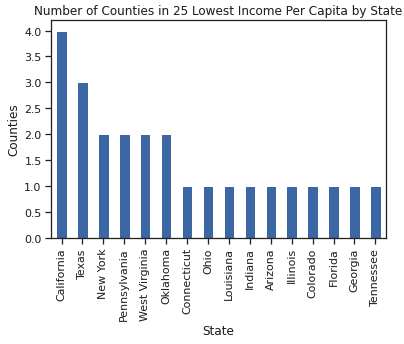 Number of Counties in 25 Lowest Income Per Capita by State
4.0
3.5
3.0
2.5
2.0
1.5
1.0
0.5
0.0
Counties
California
Texas
New York
Pennsylvania
West Virginia
Oklahoma
Connecticut
Ohio
Louisiana
Indiana
Arizona
Illinois
Colorado
Florida
Georgia
Tennessee
State